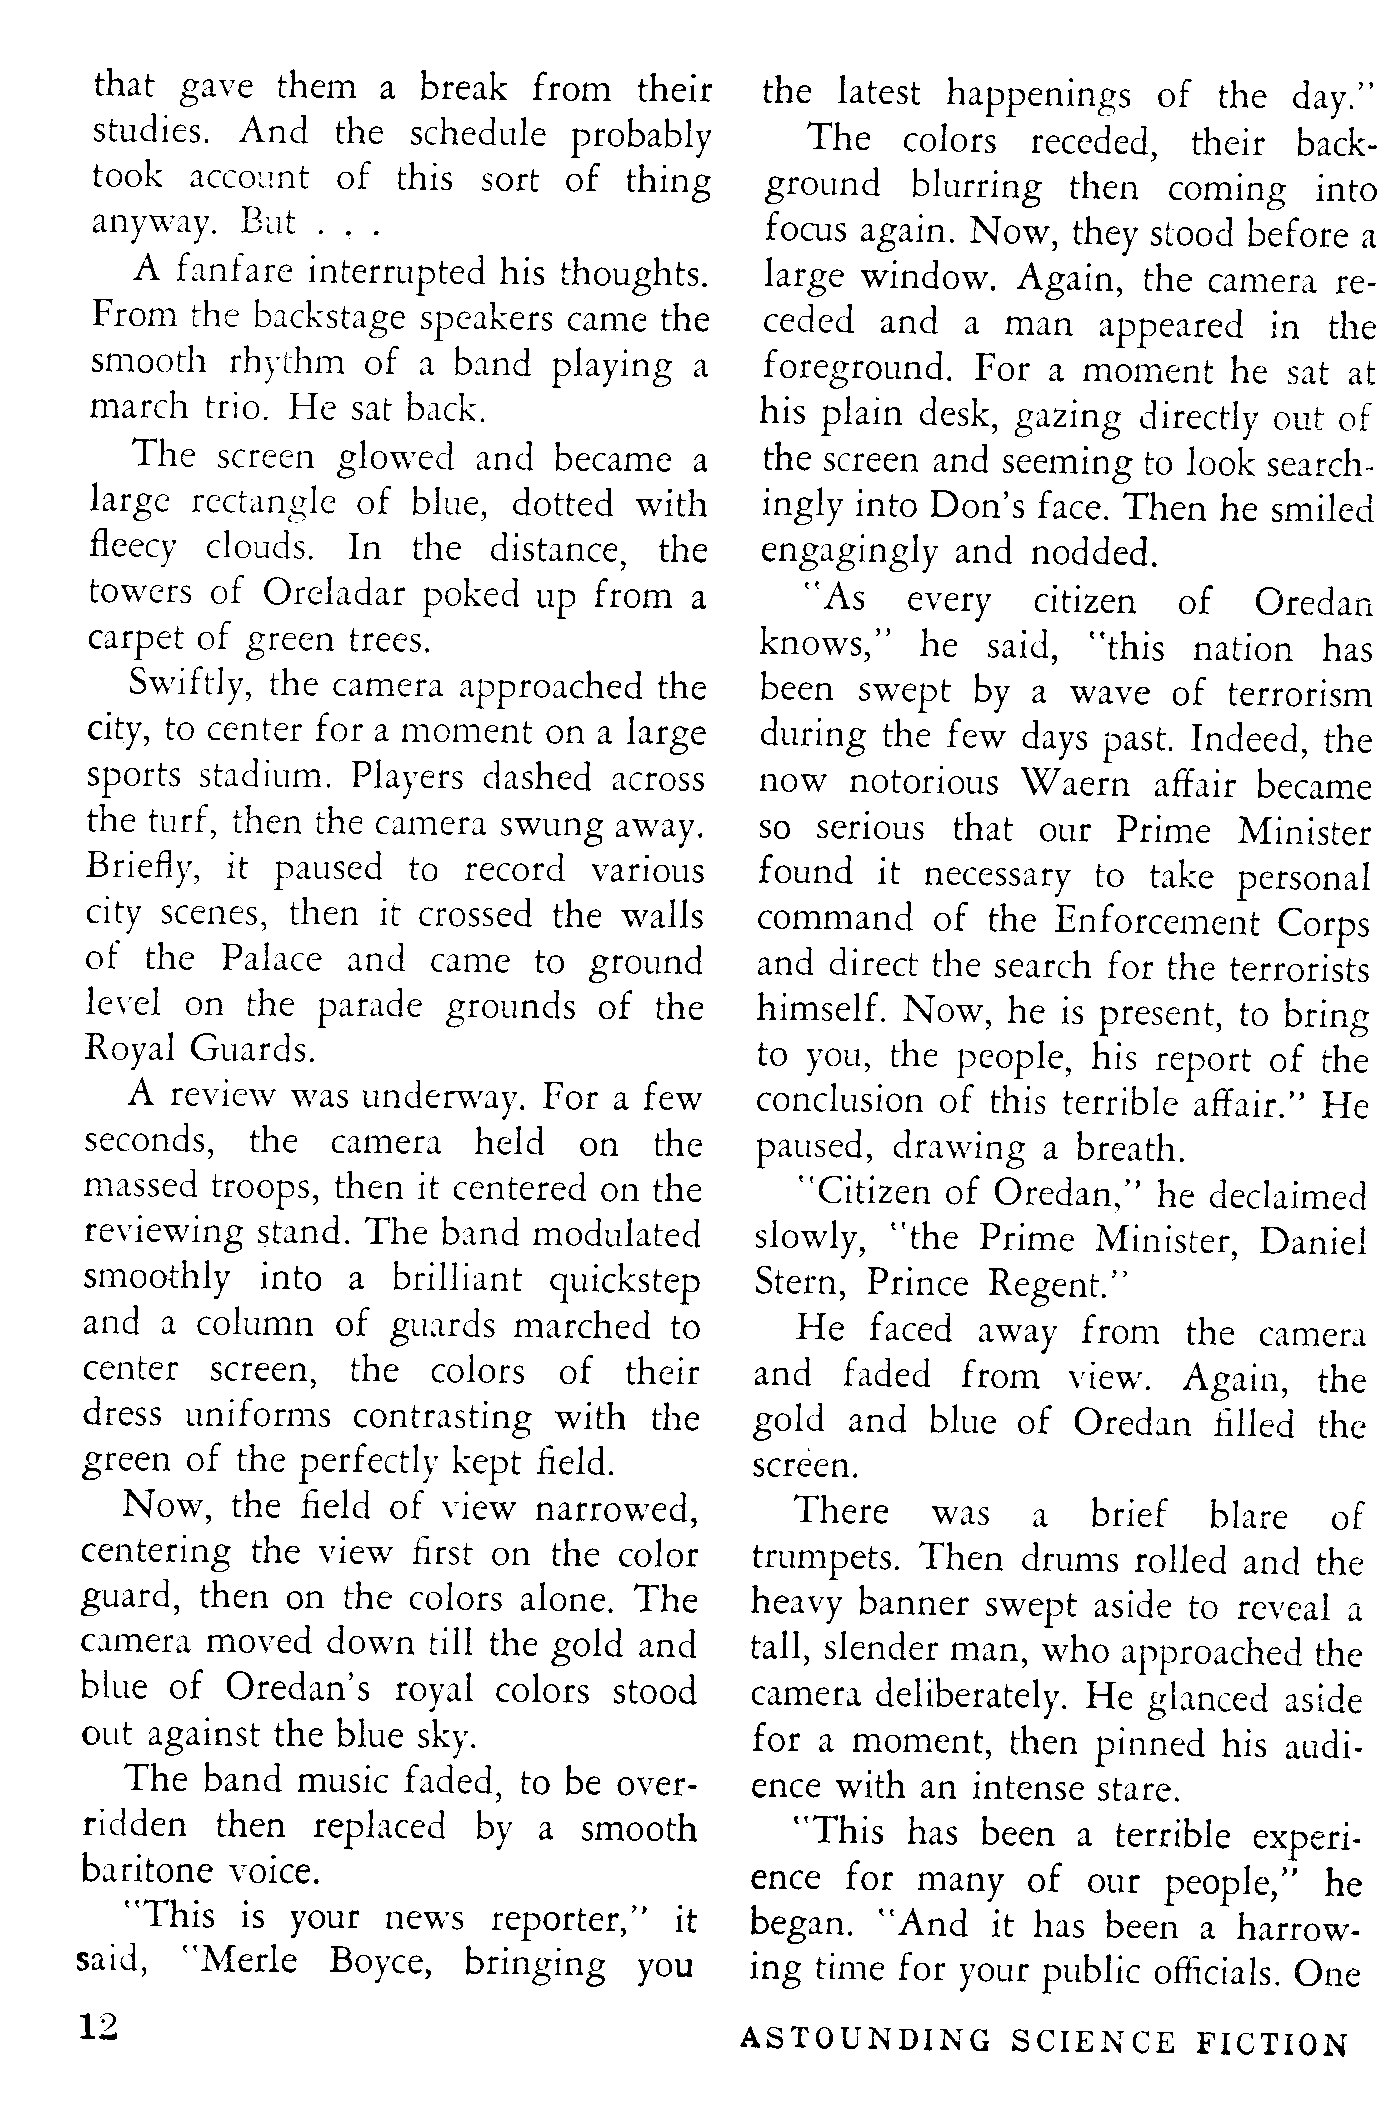 that gave them a break from their
studies. And the schedule probably
took account of this sort of thing
anyway. But . . .
A fanfare interrupted his thoughts.
From the backstage speakers came the
smooth rhythm of a band playing a
march trio. He sat back.
The screen glowed and became a
large rectangle of blue, dotted with
fleecy clouds. In the distance, the
towers of Oreladar poked up from a
carpet of green trees.
Swiftly, the camera approached the
city, to center for a moment on a large
sports stadium. Players dashed across
the turf, then the camera swung away.
Briefly, it paused to record various
city scenes, then it crossed the walls
of the Palace and came to ground
level on the parade grounds of the
Royal Guards.
A review was underway. For a few
seconds, the camera held on the
massed troops, then it centered on the
reviewing stand. The band modulated
smoothly into a brilliant quickstep
and a column of guards marched to
center screen, the colors of their
dress uniforms contrasting with the
green of the perfectly kept field.
Now, the field of view narrowed,
centering the view first on the color
guard, then on the colors alone. The
camera moved down till the gold and
blue of Oredan's royal colors stood
out against the blue sky.
The band music faded, to be over-
ridden then replaced by a smooth
baritone voice.
"This is your news reporter," it
said, "Merle Boyce, bringing you
the latest happenings of the day."
The colors receded, their back-
ground blurring then coming into
focus again. Now, they stood before a
large window. Again, the camera re-
ceded and a man appeared in the
foreground. For a moment he sat at
his plain desk, gazing directly out of
the screen and seeming to look search-
ingly into Don's face. Then he smiled
engagingly and nodded.
"As every citizen of Oredan
knows," he said, "this nation has
been swept by a wave of terrorism
during the few days past. Indeed, the
now notorious Waern affair became
so serious that our Prime Minister
found it necessary to take personal
command of the Enforcement Corps
and direct the search for the terrorists
himself. Now, he is present, to bring
to you, the people, his report of the
conclusion of this terrible affair." He
paused, drawing a breath.
"Citizen of Oredan," he declaimed
slowly, "the Prime Minister, Daniel
Stern, Prince Regent."
He faced away from the camera
and faded from view. Again, the
gold and blue of Oredan filled the
screen.
There was a brief blare of
trumpets. Then drums rolled and the
heavy banner swept aside to reveal a
tall, slender man, who approached the
camera deliberately. He glanced aside
for a moment, then pinned his audi-
ence with an intense stare.
"This has been a terrible experi-
ence for many of our people," he
began. "And it has been a harrow-
ing time for your public officials. One
12
ASTOUNDING SCIENCE FICTION